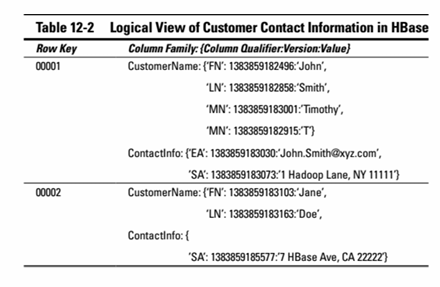 Table 12-2 Logical View of Customer Contact Information in HBase
Row Key Column Family: {Column Qualifier:Version:Value}
00001 CustomerName: {‘FN’: 1383859182496:‘John’,
‘LN’: 1383859182858:‘Smith’,
‘MN’: 1383859183001:‘Timothy’,
‘MN’: 1383859182915:‘T’}
ContactInfo: {‘EA’: 1383859183030:‘John.Smith@xyz.com’,
‘SA’: 1383859183073:‘1 Hadoop Lane, NY 11111’}
00002 CustomerName: {‘FN’: 1383859183103:‘Jane’,
‘LN’: 1383859183163:‘Doe’,
ContactInfo: {
‘SA’: 1383859185577:‘7 HBase Ave, CA 22222’}